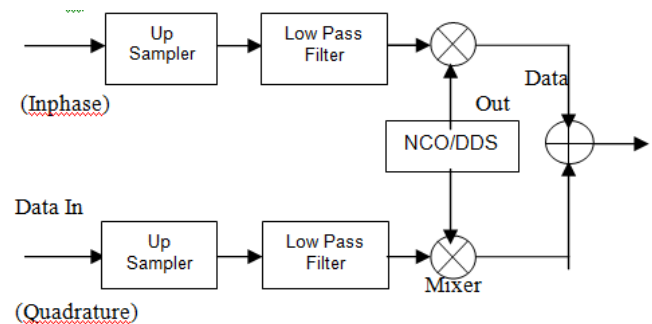 Up
Sampler
Low Pass
Filter
Data
(Inphase)
Out
NCO/DDS
Data In
Up
Sampler
Low Pass
Filter
Mixer
(Quadrature)